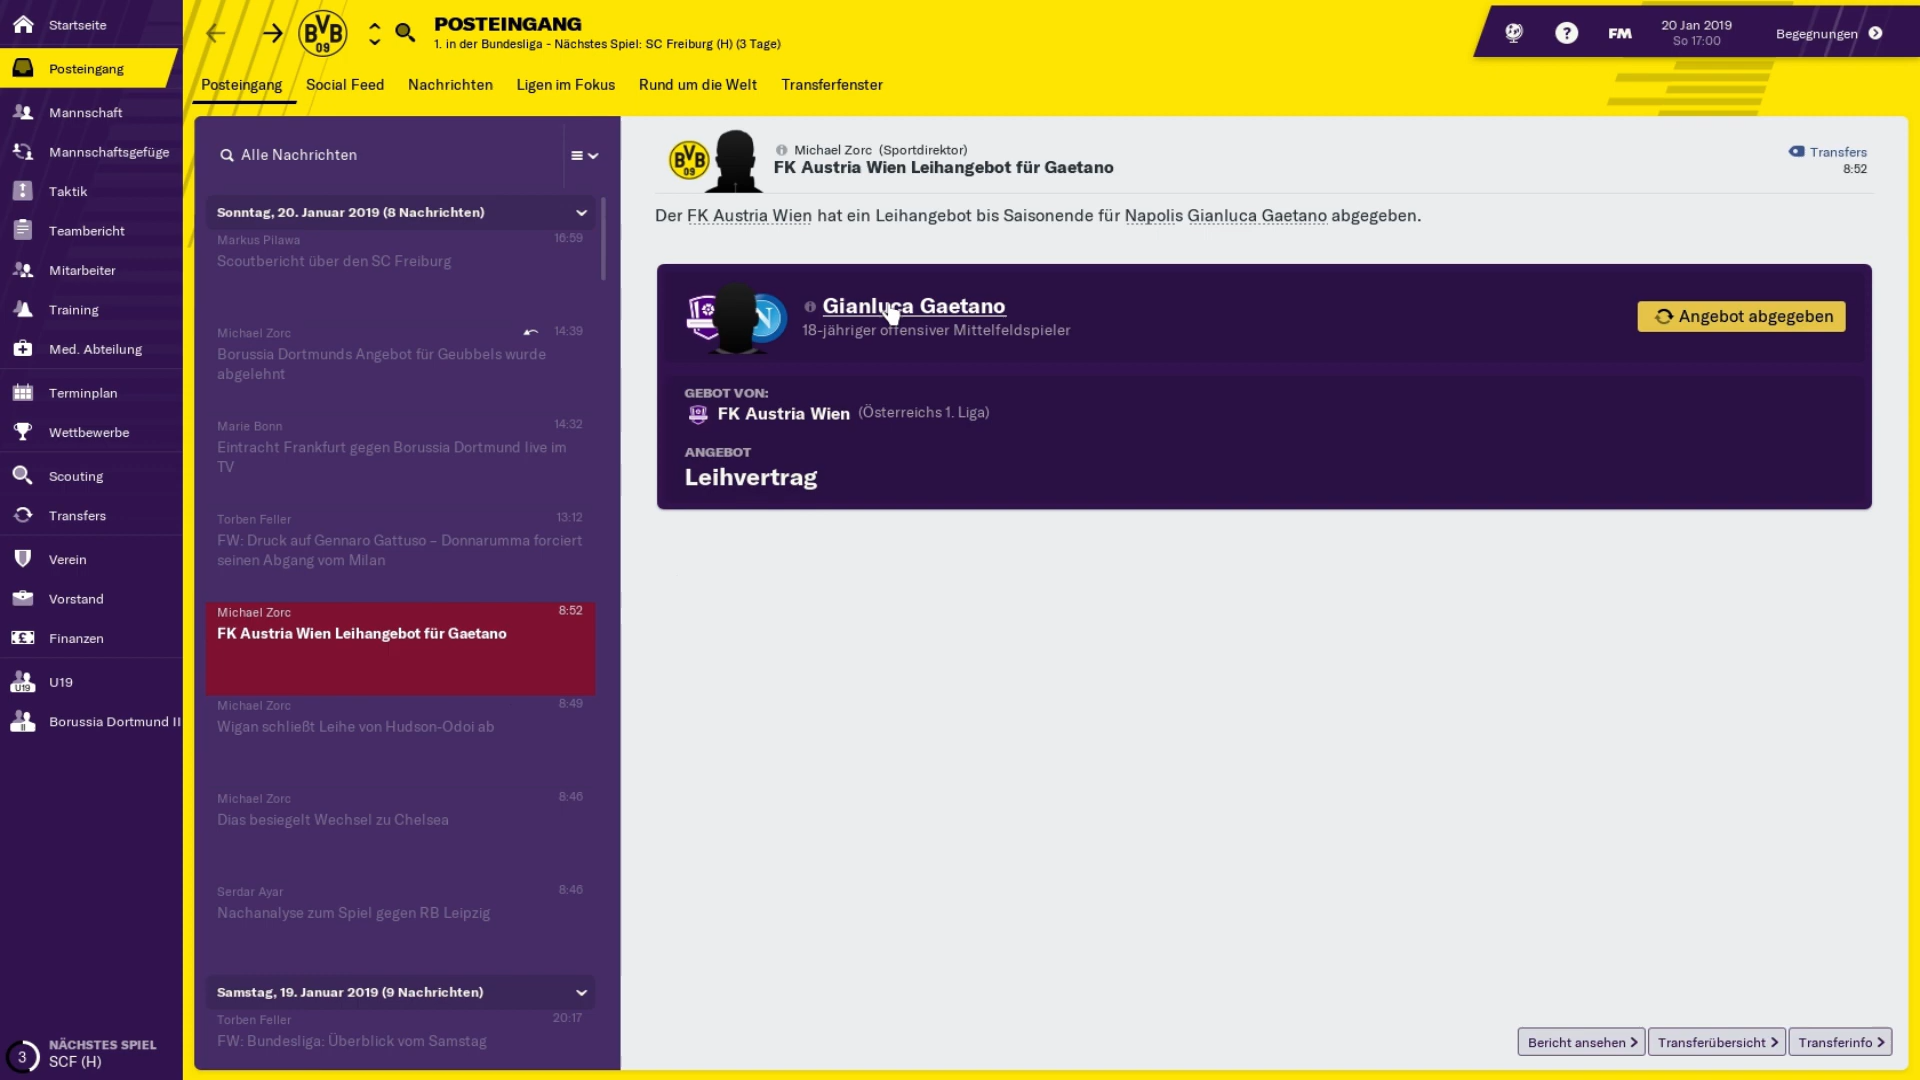 Startseite
Posteingang
Mannschaft
Mannschaftsgefüge
Taktik
Teambericht
Mitarbeiter
Training
Med. Abteilung
Terminplan
Wettbewerbe
Scouting
Transfers
Verein
Vorstand
Finanzen
U19
U19
II
Borussia Dortmund II
3
NÄCHSTES SPIEL
SCF (H)
BVB
09
POSTEINGANG
1. in der Bundesliga - Nächstes Spiel: SC Freiburg (H) (3 Tage)
?
FM
20 Jan 2019
So 17:00
Begegnungen
Posteingang
Social Feed
Nachrichten
Ligen im Fokus
Rund um die Welt
Transferfenster
Alle Nachrichten
Sonntag, 20. Januar 2019 (8 Nachrichten)
Markus Pilawa 16:59
Scoutbericht über den SC Freiburg
Michael Zorc 14:39
Borussia Dortmunds Angebot für Geubbels wurde
abgelehnt
Marie Bonn 14:32
Eintracht Frankfurt gegen Borussia Dortmund live im
TV
Torben Feller 13:12
FW: Druck auf Gennaro Gattuso – Donnarumma forciert
seinen Abgang vom Milan
Michael Zorc 8:52
FK Austria Wien Leihangebot für Gaetano
Michael Zorc 8:49
Wigan schließt Leihe von Hudson-Odoi ab
Michael Zorc 8:46
Dias besiegelt Wechsel zu Chelsea
Serdar Ayar 8:46
Nachanalyse zum Spiel gegen RB Leipzig
Samstag, 19. Januar 2019 (9 Nachrichten)
Torben Feller 20:17
FW: Bundesliga: Überblick vom Samstag
BVB
09
Michael Zorc (Sportdirektor)
FK Austria Wien Leihangebot für Gaetano
Transfers
8:52
Der FK Austria Wien hat ein Leihangebot bis Saisonende für Napolis Gianluca Gaetano abgegeben.
N
Gianluca Gaetano
18-jähriger offensiver Mittelfeldspieler
Angebot abgegeben
GEBOT VON:
FK Austria Wien (Österreichs 1. Liga)
ANGEBOT
Leihvertrag
Bericht ansehen
Transferübersicht
Transferinfo